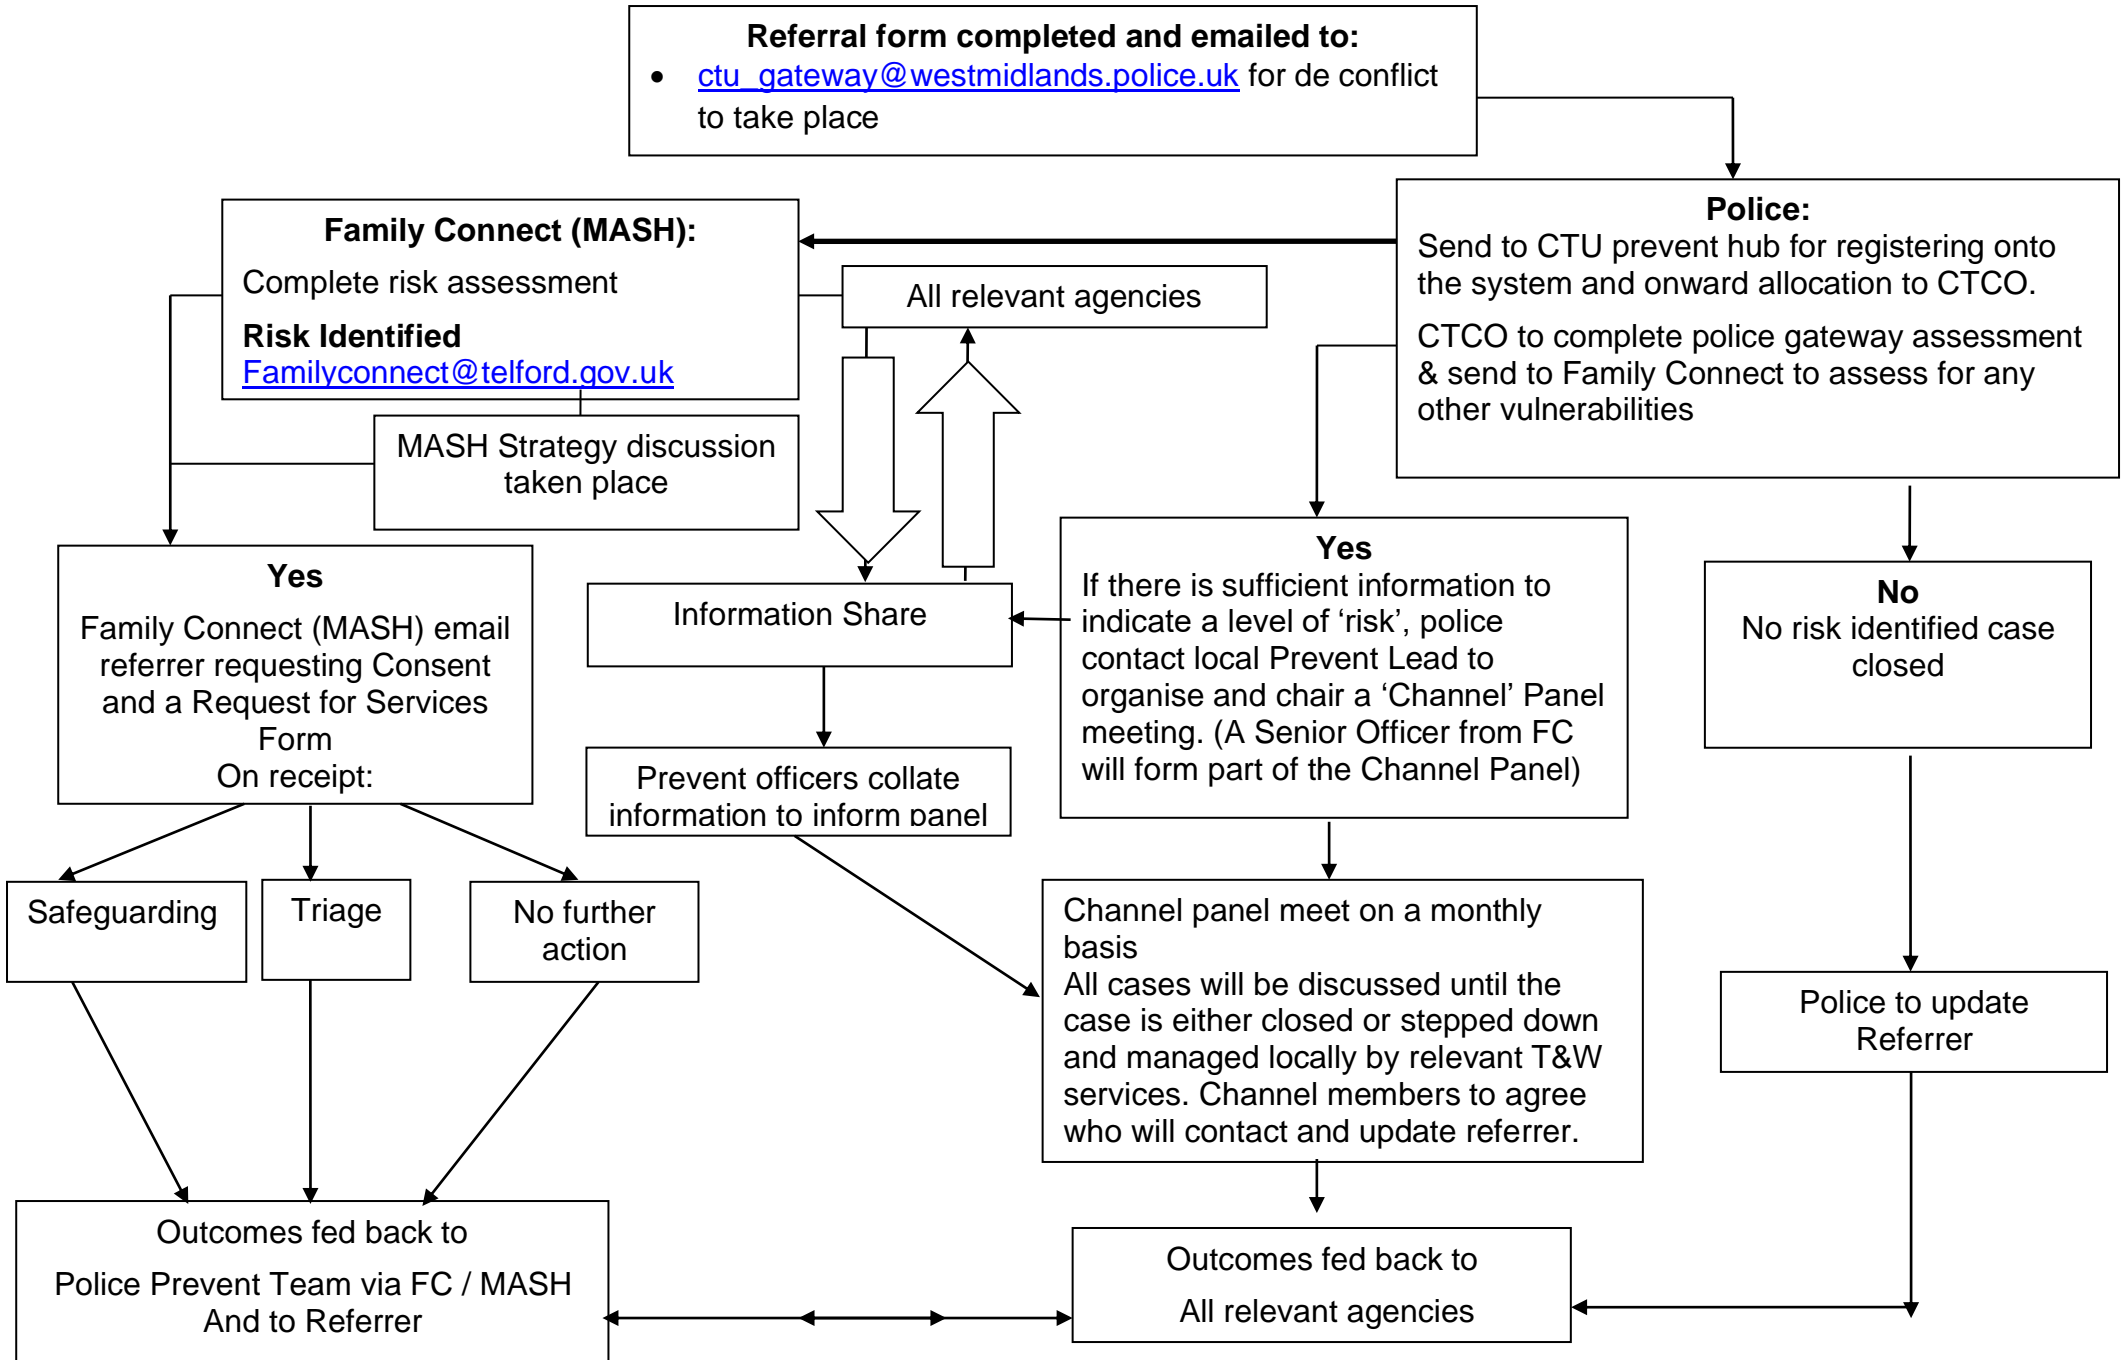 Referral form completed and emailed to:
• ctu_gateway@westmidlands.police.uk for de conflict
to take place
Family Connect (MASH):
Complete risk assessment
Risk Identified
Familyconnect@telford.gov.uk
All relevant agencies
Police:
Send to CTU prevent hub for registering onto
the system and onward allocation to CTCO.
CTCO to complete police gateway assessment
& send to Family Connect to assess for any
other vulnerabilities
MASH Strategy discussion
taken place
Yes
Family Connect (MASH) email
referrer requesting Consent
and a Request for Services
Form
On receipt:
Information Share
Yes
If there is sufficient information to
indicate a level of ‘risk’, police
contact local Prevent Lead to
organise and chair a ‘Channel’ Panel
meeting. (A Senior Officer from FC
will form part of the Channel Panel)
No
No risk identified case
closed
Prevent officers collate
information to inform panel
Safeguarding
Triage
No further
action
Channel panel meet on a monthly
basis
All cases will be discussed until the
case is either closed or stepped down
and managed locally by relevant T&W
services. Channel members to agree
who will contact and update referrer.
Police to update
Referrer
Outcomes fed back to
Police Prevent Team via FC / MASH
And to Referrer
Outcomes fed back to
All relevant agencies